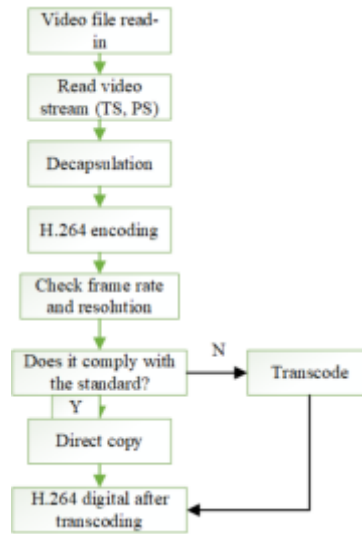 Video file read-
in
Read video
stream (TS, PS)
Decapsulation
H.264 encoding
Check frame rate
and resolution
Does it comply with
the standard?
N
Transcode
Y
Direct copy
H.264 digital after
transcoding